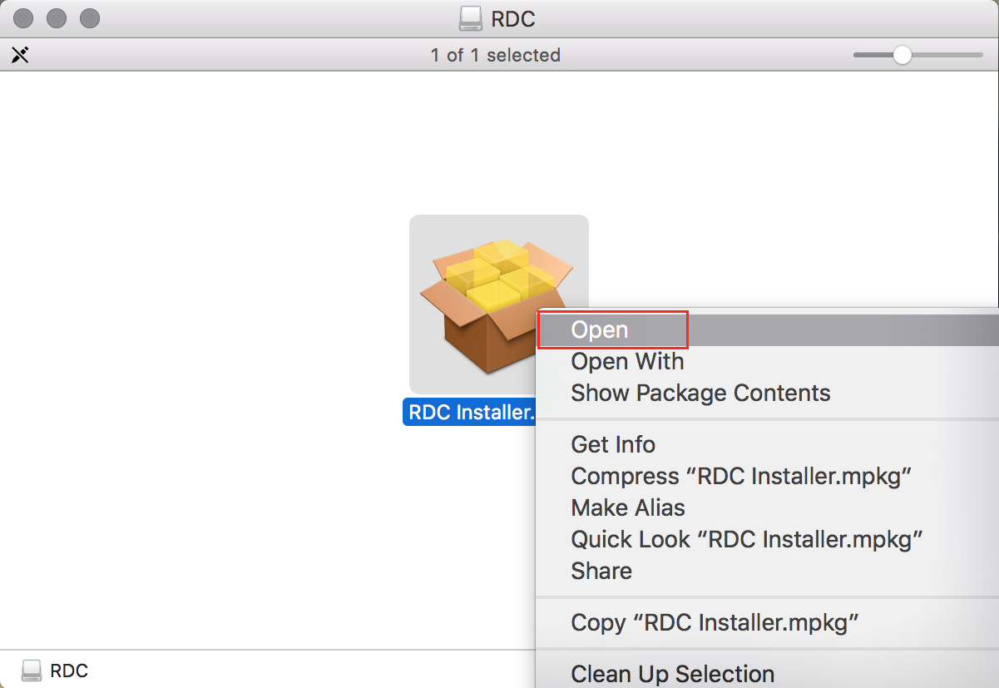 RDC
1 of 1 selected
RDC Installer.
Open
Open With
Show Package Contents
Get Info
Compress “RDC Installer.mpkg”
Make Alias
Quick Look “RDC Installer.mpkg”
Share
Copy “RDC Installer.mpkg”
Clean Up Selection
RDC